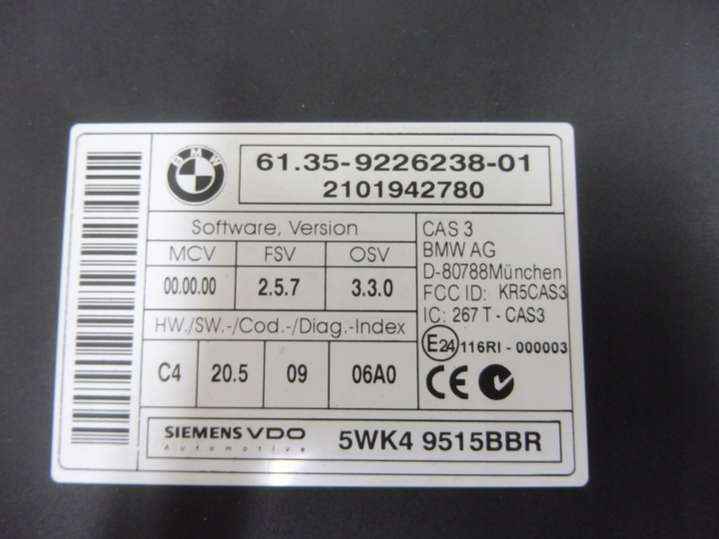 BMW
61.35-9226238-01
2101942780
Software, Version
MCV FSV OSV
00.00.00 2.5.7 3.3.0
HW./SW.-/Cod.-/Diag.-Index
C4 20.5 09 06A0
CAS 3
BMW AG
D-80788München
FCC ID: KR5CAS3
IC: 267 T - CAS3
E24 116RI - 000003
CE
SIEMENS VDO
Automotive
5WK4 9515BBR